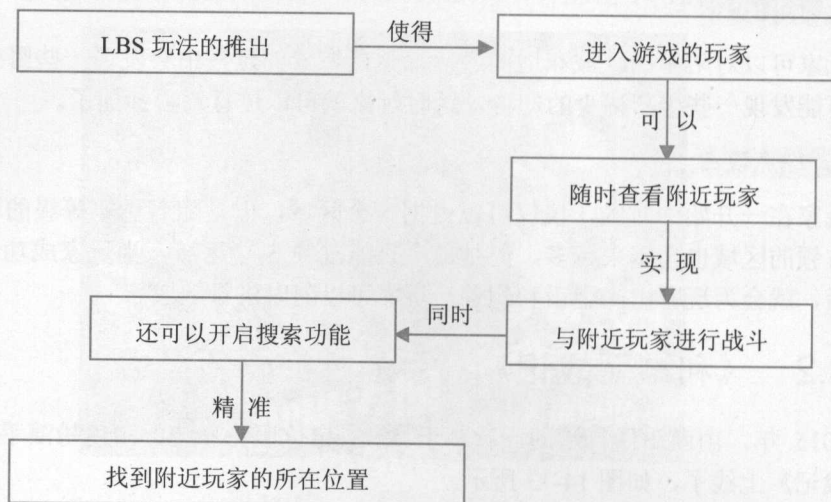 LBS 玩法的推出
使得
进入游戏的玩家
可 以
随时查看附近玩家
实 现
与附近玩家进行战斗
同时
还可以开启搜索功能
精 准
找到附近玩家的所在位置